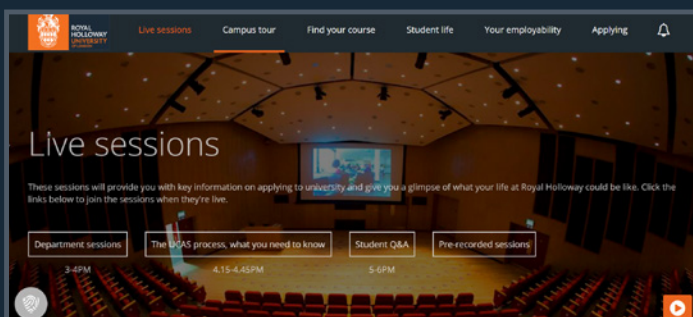 ROYAL
HOLLOWAY
UNIVERSITY
OF LONDON
Live sessions
Campus tour
Find your course
Student life
Your employability
Applying
Live sessions
These sessions will provide you with key information on applying to university and give you a glimpse of what your life at Royal Holloway could be like. Click the
links below to join the sessions when they're live.
Department sessions
The UCAS process, what you need to know
Student Q&A
Pre-recorded sessions
3-4PM
4.15-4.45PM
5-6PM